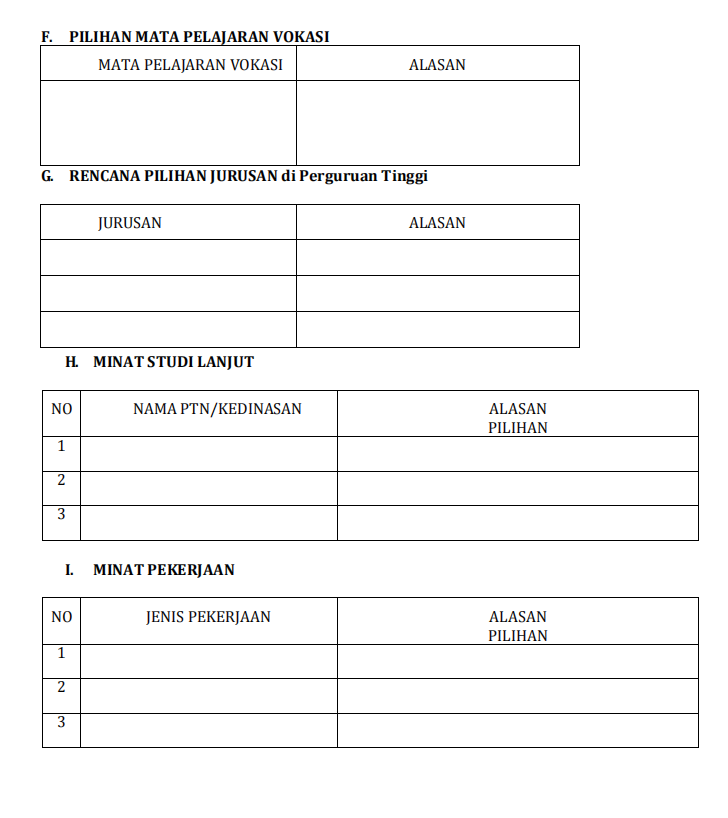 F. PILIHAN MATA PELAJARAN VOKASI
MATA PELAJARAN VOKASI ALASAN
G. RENCANA PILIHAN JURUSAN di Perguruan Tinggi
JURUSAN ALASAN
H. MINAT STUDI LANJUT
NO NAMA PTN/KEDINASAN ALASAN
PILIHAN
1
2
3
I. MINAT PEKERJAAN
NO JENIS PEKERJAAN ALASAN
PILIHAN
1
2
3